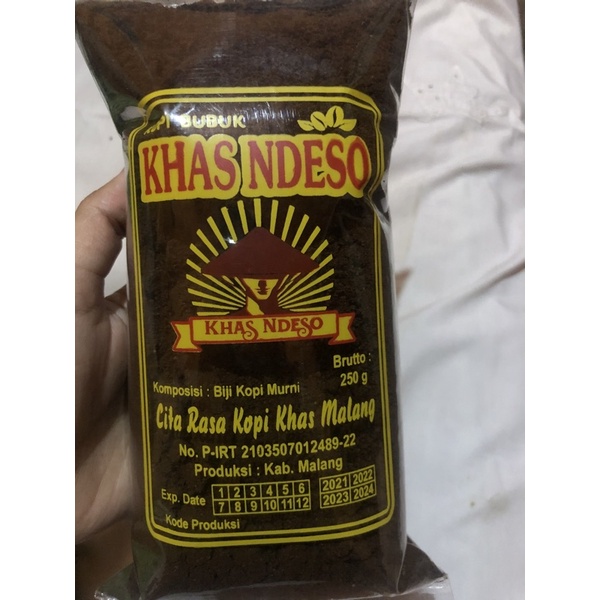 KOPI BUBUK
KHAS NDESO
KHAS NDESO
Brutto :
250 g
Komposisi : Biji Kopi Murni
Cita Rasa Kopi Khas Malang
No. P-IRT 2103507012489-22
Produksi : Kab. Malang
Exp. Date 1 2 3 4 5 6 2021 2022
7 8 9 10 11 12 2023 2024
Kode Produksi